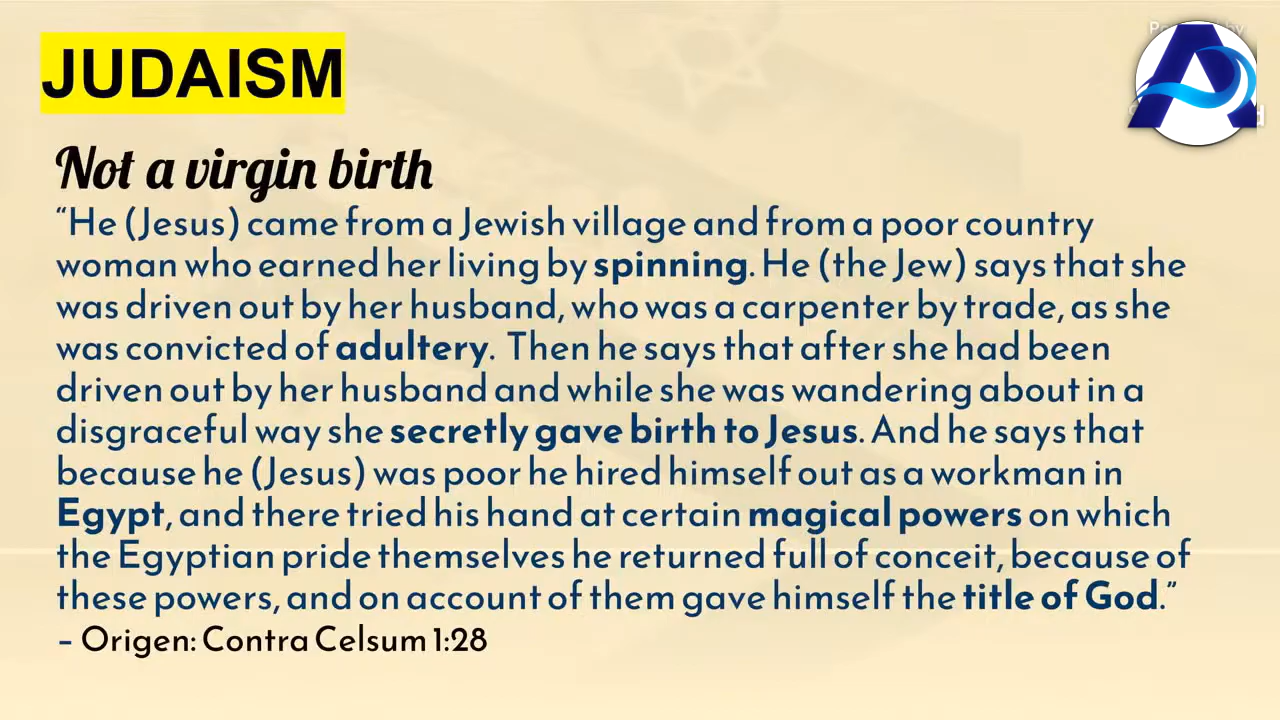 JUDAISM
Not a virgin birth
“He (Jesus) came from a Jewish village and from a poor country
woman who earned her living by spinning. He (the Jew) says that she
was driven out by her husband, who was a carpenter by trade, as she
was convicted of adultery. Then he says that after she had been
driven out by her husband and while she was wandering about in a
disgraceful way she secretly gave birth to Jesus. And he says that
because he (Jesus) was poor he hired himself out as a workman in
Egypt, and there tried his hand at certain magical powers on which
the Egyptian pride themselves he returned full of conceit, because of
these powers, and on account of them gave himself the title of God.”
– Origen: Contra Celsum 1:28